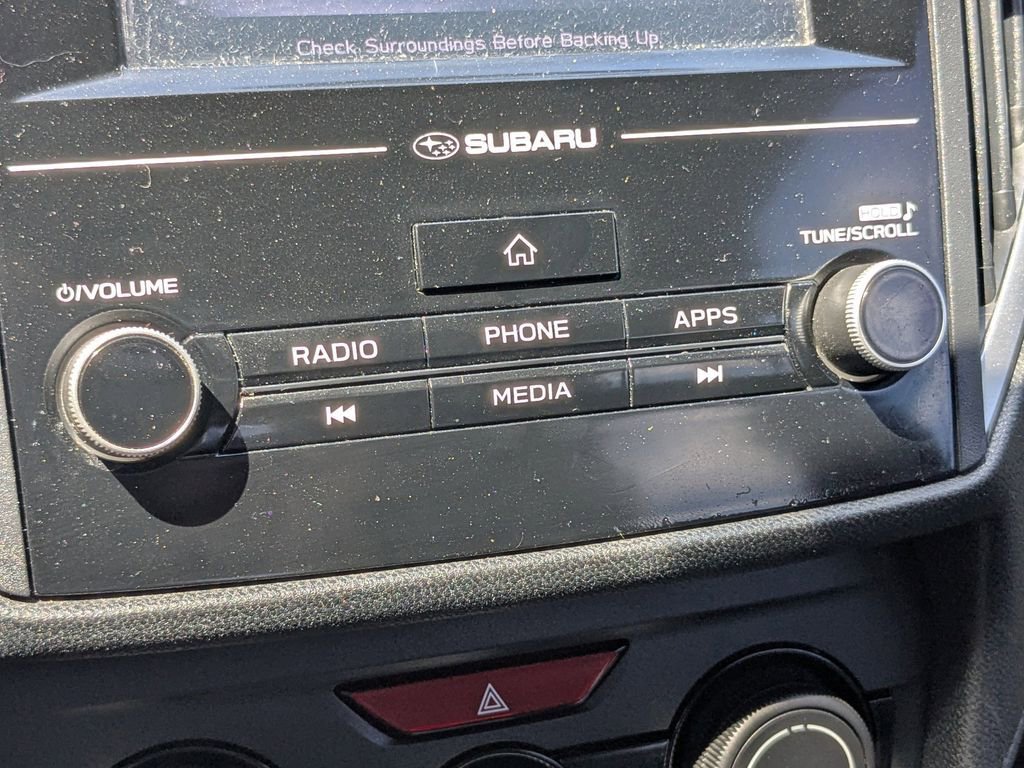 Check Surroundings Before Backing Up.
SUBARU
HOLD
TUNE/SCROLL
/VOLUME
RADIO
PHONE
APPS
MEDIA